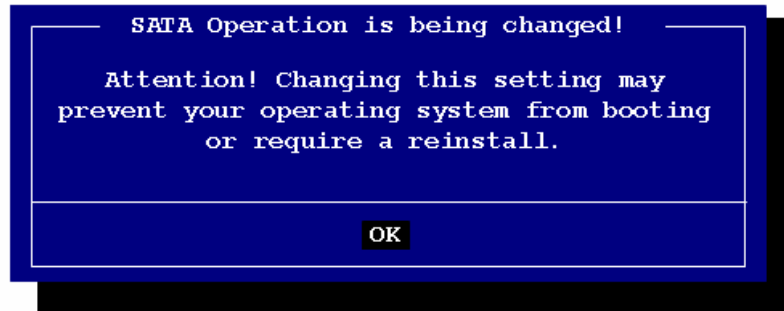 SATA Operation is being changed!
Attention! Changing this setting may
prevent your operating system from booting
or require a reinstall.
OK